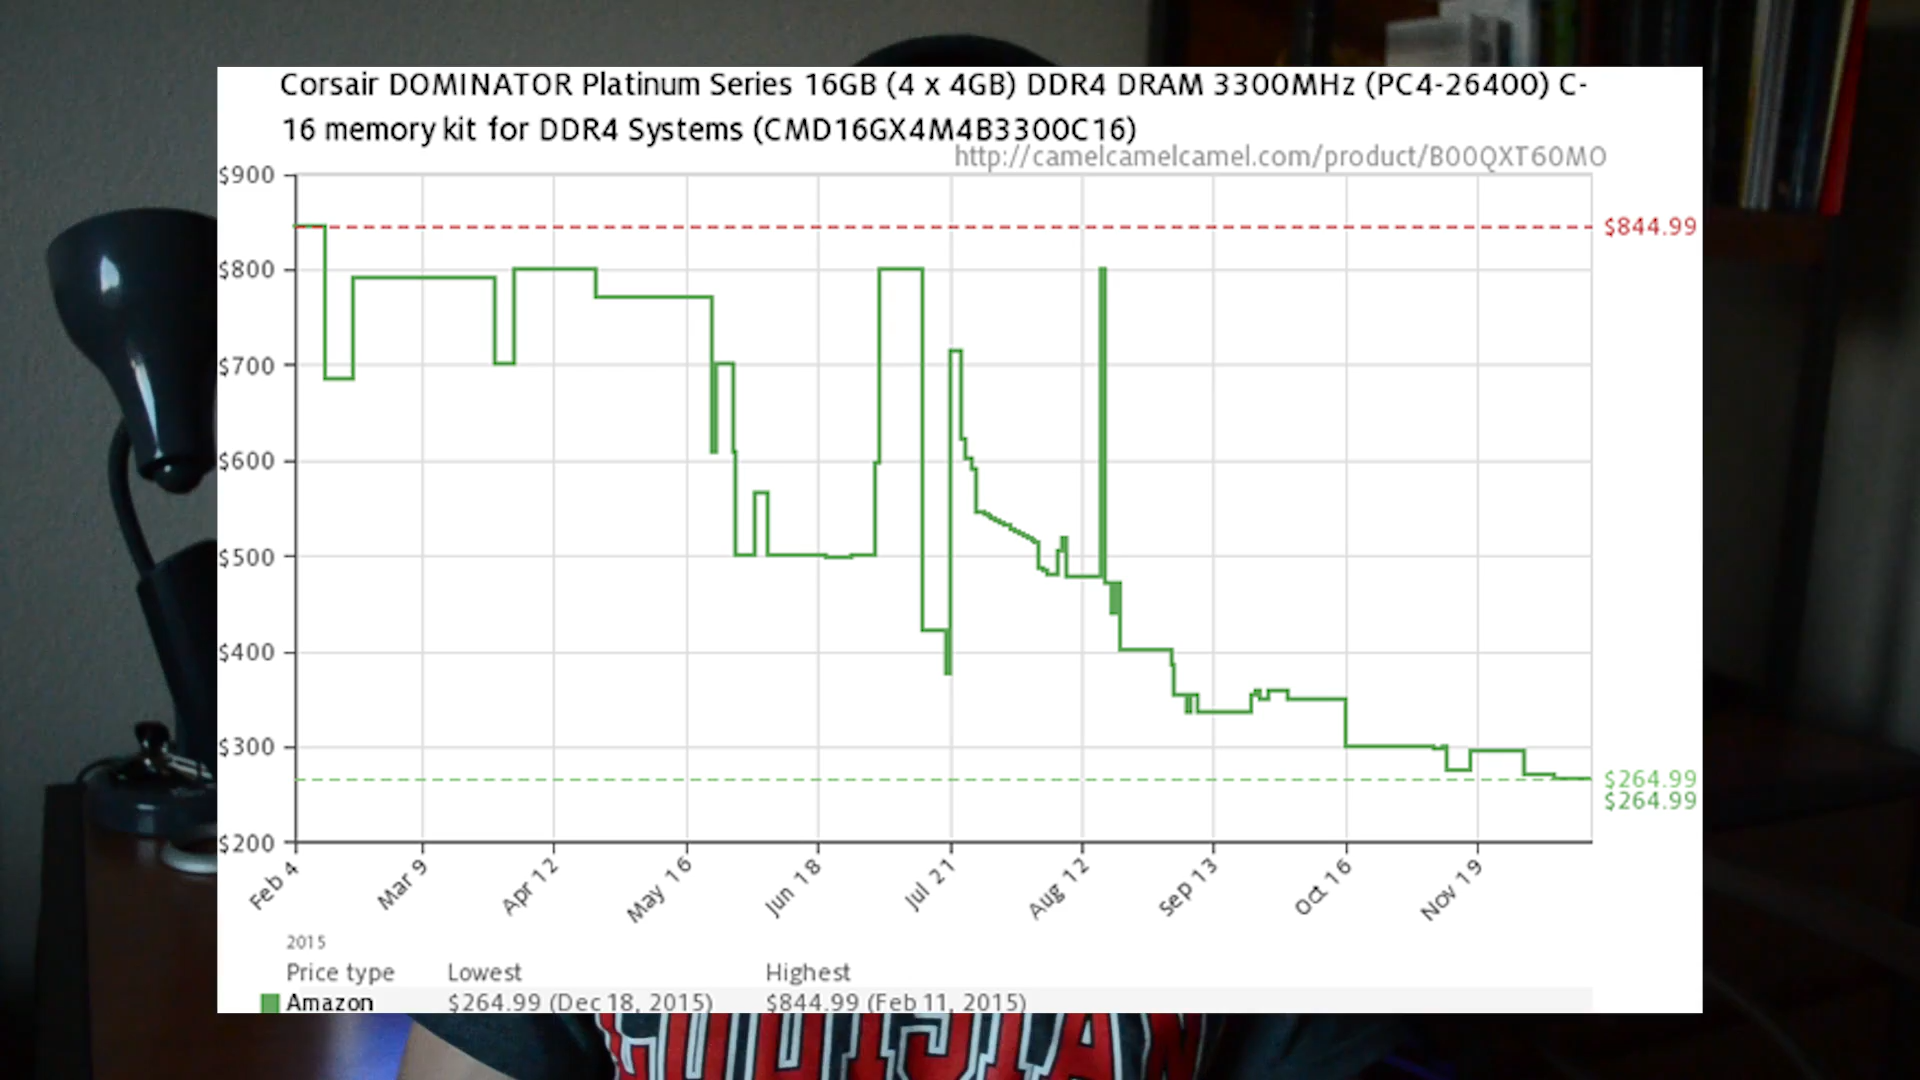 Corsair DOMINATOR Platinum Series 16GB (4 x 4GB) DDR4 DRAM 3300MHz (PC4-26400) C-
16 memory kit for DDR4 Systems (CMD16GX4M4B3300C16)
http://camelcamelcamel.com/product/B00QXT60MO
$900
$844.99
$800
$700
$600
$500
$400
$300
$264.99
$264.99
$200
Feb 4
Mar 9
Apr 12
May 16
Jun 18
Jul 21
Aug 12
Sep 13
Oct 16
Nov 19
2015
Price type Lowest Highest
Amazon $264.99 (Dec 18, 2015) $844.99 (Feb 11, 2015)